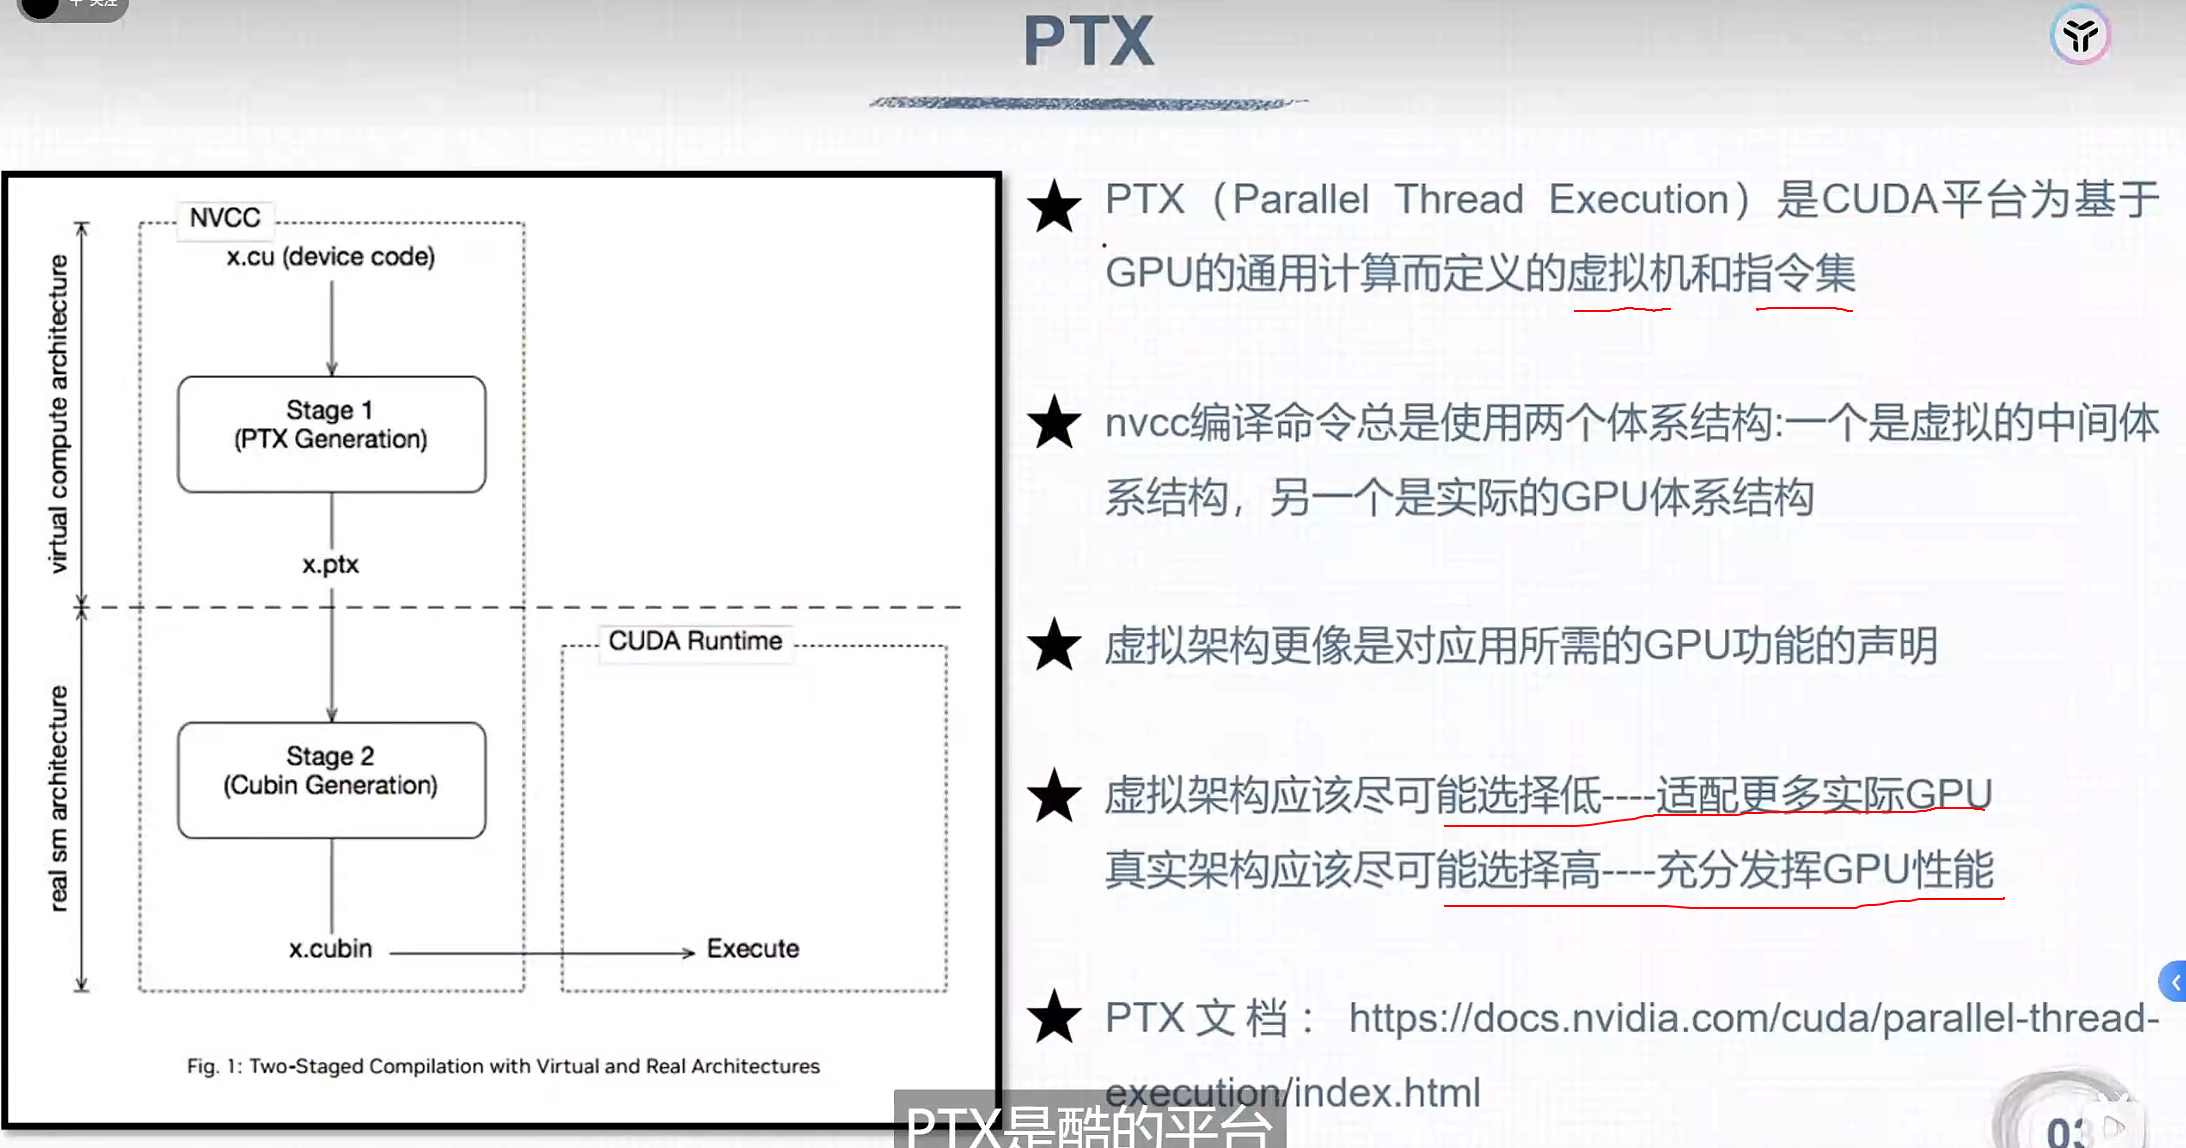 + 关注
PTX
NVCC
x.cu (device code)
virtual compute architecture
Stage 1
(PTX Generation)
x.ptx
CUDA Runtime
real sm architecture
Stage 2
(Cubin Generation)
x.cubin
Execute
Fig. 1: Two-Staged Compilation with Virtual and Real Architectures
PTX（Parallel Thread Execution）是CUDA平台为基于
GPU的通用计算而定义的虚拟机和指令集
nvcc编译命令总是使用两个体系结构:一个是虚拟的中间体
系结构，另一个是实际的GPU体系结构
虚拟架构更像是对应用所需的GPU功能的声明
虚拟架构应该尽可能选择低----适配更多实际GPU
真实架构应该尽可能选择高----充分发挥GPU性能
PTX文档：https://docs.nvidia.com/cuda/parallel-thread-
execution/index.html
PTX是酷的平台
03